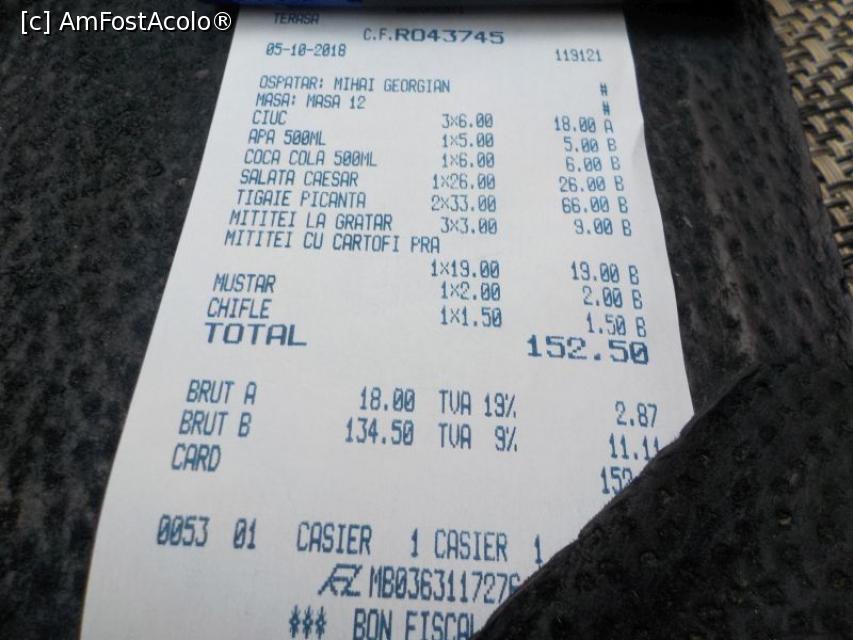 [c] AmFostAcolo®
TERASA
C.F.RO43745
05-10-2018 119121
OSPATAR: MIHAI GEORGIAN #
MASA: MASA 12 #
CIUC 3x6.00 18.00 A
APA 500ML 1x5.00 5.00 B
COCA COLA 500ML 1x6.00 6.00 B
SALATA CAESAR 1x26.00 26.00 B
TIGAIE PICANTA 2x33.00 66.00 B
MITITEI LA GRATAR 3x3.00 9.00 B
MITITEI CU CARTOFI PRA
1x19.00 19.00 B
MUSTAR 1x2.00 2.00 B
CHIFLE 1x1.50 1.50 B
TOTAL 152.50
BRUT A 18.00 TVA 19% 2.87
BRUT B 134.50 TVA 9% 11.11
CARD
0053 01 CASIER 1 CASIER 1
MB0363117276
### BON FISCAL